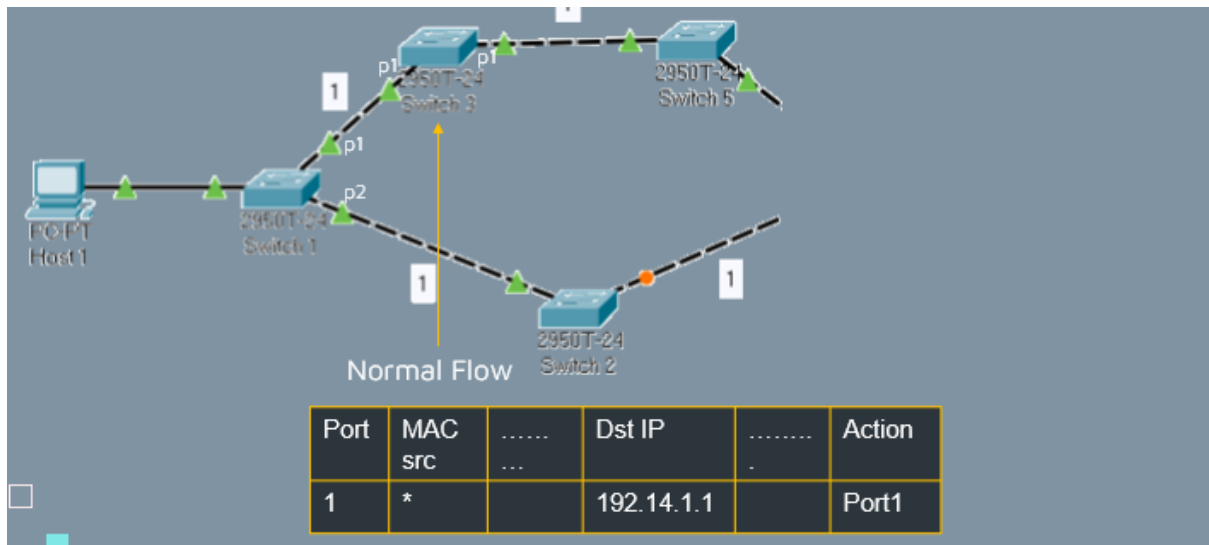 1
p1
p1
2950T-24
Switch 3
2950T-24
Switch 5
1
p1
p2
PC-PT
Host 1
2950T-24
Switch 1
1
1
2950T-24
Switch 2
Normal Flow
Port MAC src ......... Dst IP ......... Action
1 * 192.14.1.1 Port1